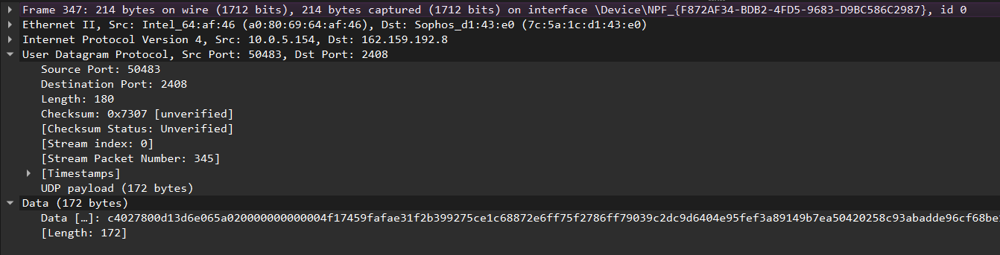 Frame 347: 214 bytes on wire (1712 bits), 214 bytes captured (1712 bits) on interface \Device\NPF_{F872AF34-BDB2-4FD5-9683-D9BC586C2987}, id 0
Ethernet II, Src: Intel_64:af:46 (a0:80:69:64:af:46), Dst: Sophos_d1:43:e0 (7c:5a:1c:d1:43:e0)
Internet Protocol Version 4, Src: 10.0.5.154, Dst: 162.159.192.8
User Datagram Protocol, Src Port: 50483, Dst Port: 2408
Source Port: 50483
Destination Port: 2408
Length: 180
Checksum: 0x7307 [unverified]
[Checksum Status: Unverified]
[Stream index: 0]
[Stream Packet Number: 345]
[Timestamps]
UDP payload (172 bytes)
Data (172 bytes)
Data […]: c4027800d13d6e065a020000000000004f17459fafae31f2b399275ce1c68872e6ff75f2786ff79039c2dc9d6404e95fef3a89149b7ea50420258c93abadde96cf68be
[Length: 172]